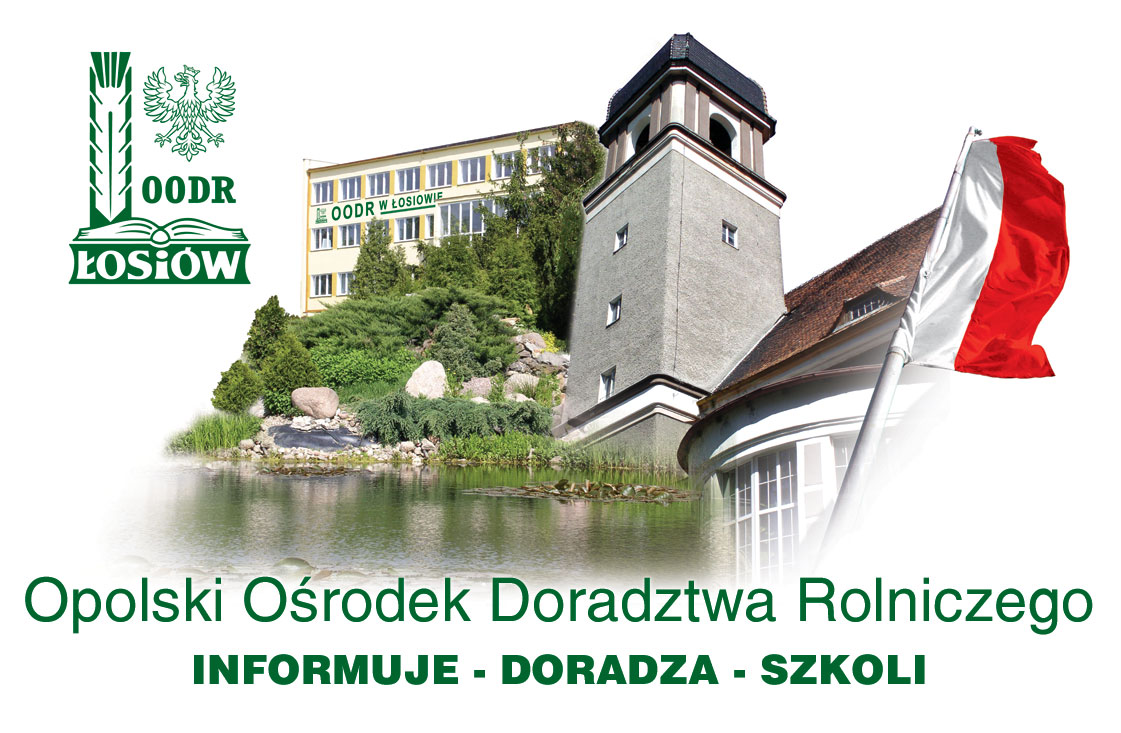 OODR
ŁOSIÓW
OODR W ŁOSIOWIE
Opolski Ośrodek Doradztwa Rolniczego
INFORMUJE - DORADZA - SZKOLI